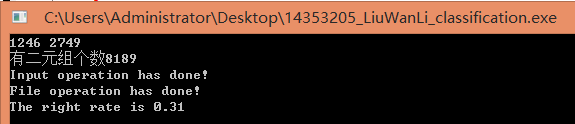 C:\Users\Administrator\Desktop\14353205_LiuWanLi_classification.exe
1246 2749
有二元组个数8189
Input operation has done!
File operation has done!
The right rate is 0.31